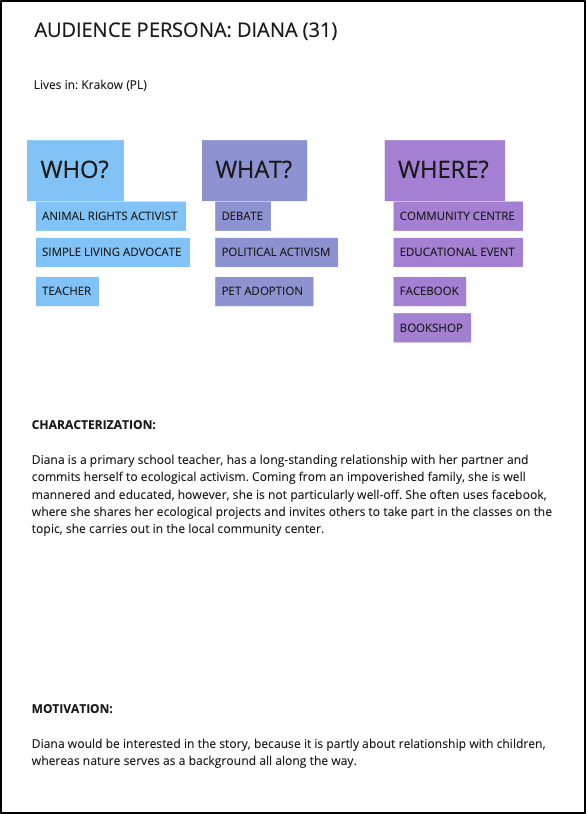 AUDIENCE PERSONA: DIANA (31)
Lives in: Krakow (PL)
WHO?
ANIMAL RIGHTS ACTIVIST
SIMPLE LIVING ADVOCATE
TEACHER
WHAT?
DEBATE
POLITICAL ACTIVISM
PET ADOPTION
WHERE?
COMMUNITY CENTRE
EDUCATIONAL EVENT
FACEBOOK
BOOKSHOP
CHARACTERIZATION:
Diana is a primary school teacher, has a long-standing relationship with her partner and
commits herself to ecological activism. Coming from an impoverished family, she is well
mannered and educated, however, she is not particularly well-off. She often uses facebook,
where she shares her ecological projects and invites others to take part in the classes on the
topic, she carries out in the local community center.
MOTIVATION:
Diana would be interested in the story, because it is partly about relationship with children,
whereas nature serves as a background all along the way.